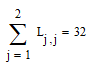 2
∑ L_{j,j} = 32
j = 1